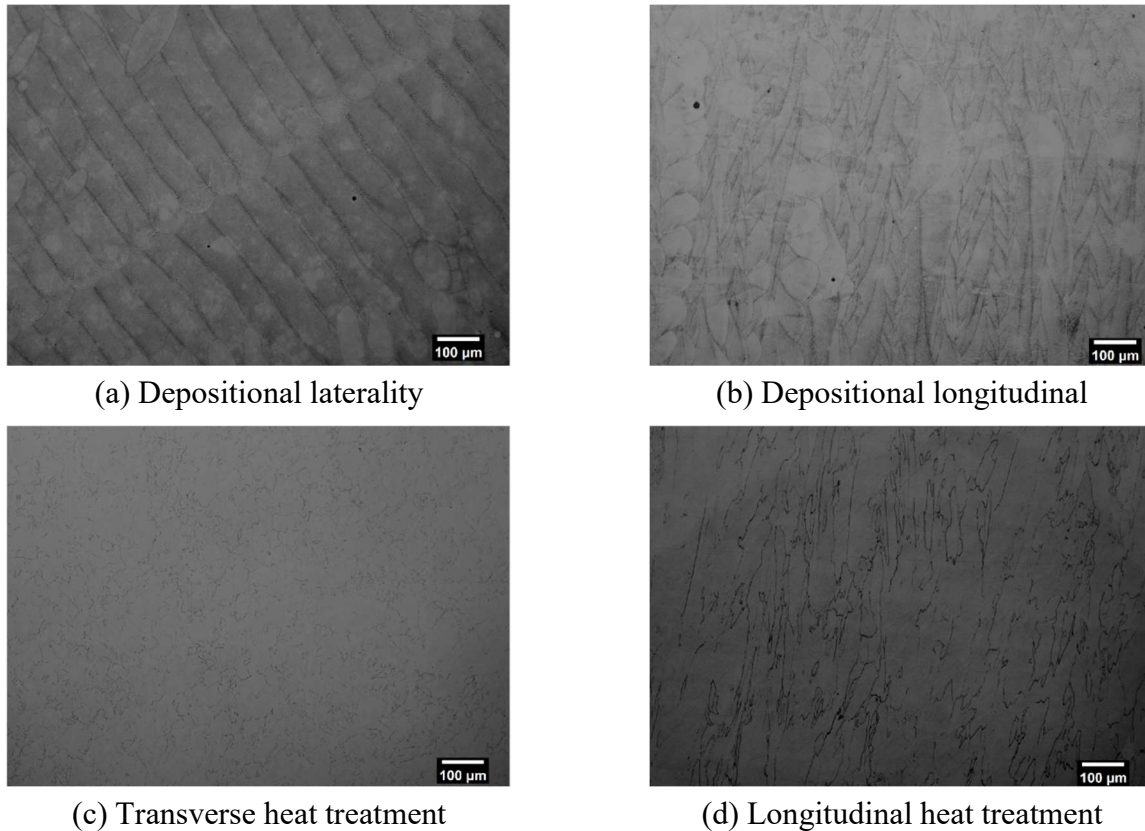 100 µm
100 µm
(a) Depositional laterality
(b) Depositional longitudinal
100 µm
100 µm
(c) Transverse heat treatment
(d) Longitudinal heat treatment